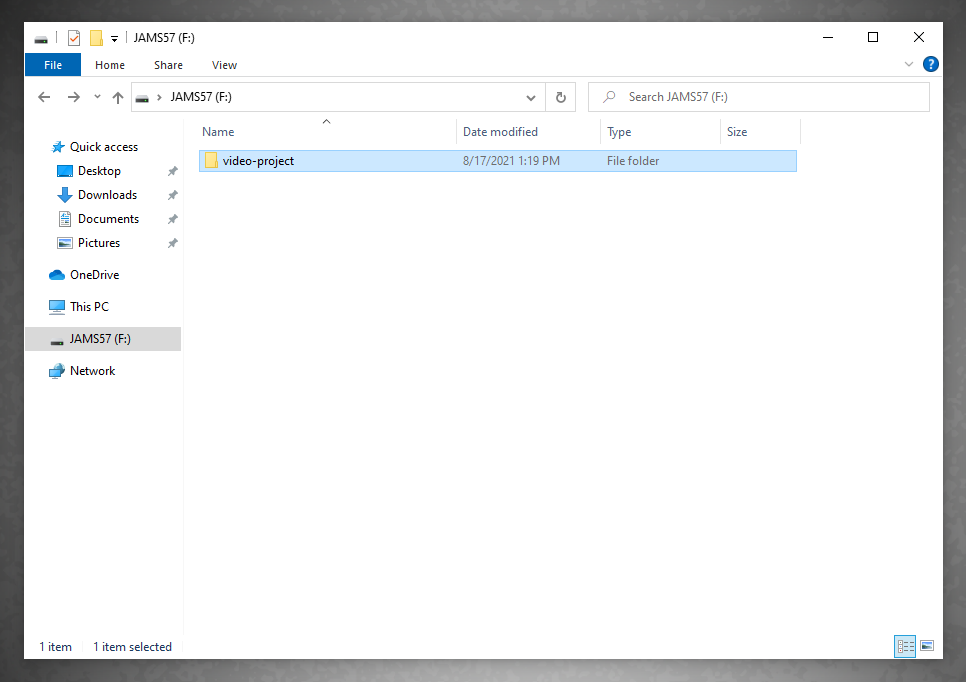 JAMS57 (F:)
File Home Share View
JAMS57 (F:) Search JAMS57 (F:)
Name Date modified Type Size
video-project 8/17/2021 1:19 PM File folder
Quick access
Desktop
Downloads
Documents
Pictures
OneDrive
This PC
JAMS57 (F:)
Network
1 item 1 item selected